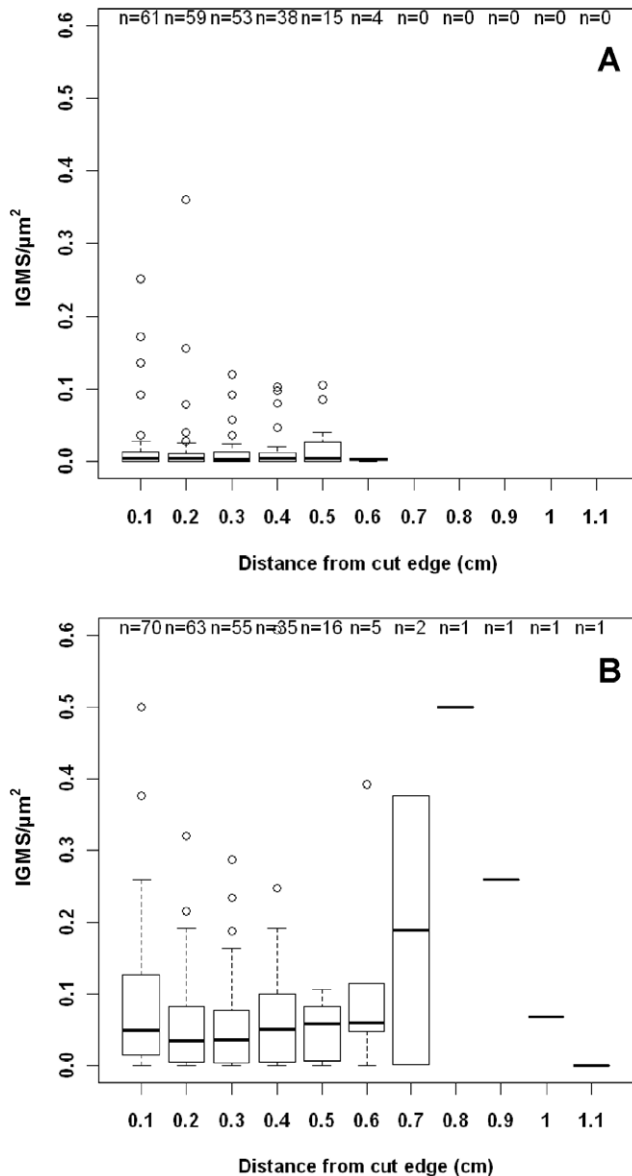 n=61 n=59 n=53 n=38 n=15 n=4 n=0 n=0 n=0 n=0 n=0
A
0.6
0.5
0.4
0.3
0.2
0.1
0.0
IGMS/µm²
0.1 0.2 0.3 0.4 0.5 0.6 0.7 0.8 0.9 1 1.1
Distance from cut edge (cm)
n=70 n=63 n=55 n=35 n=16 n=5 n=2 n=1 n=1 n=1 n=1
B
0.6
0.5
0.4
0.3
0.2
0.1
0.0
IGMS/µm²
0.1 0.2 0.3 0.4 0.5 0.6 0.7 0.8 0.9 1 1.1
Distance from cut edge (cm)